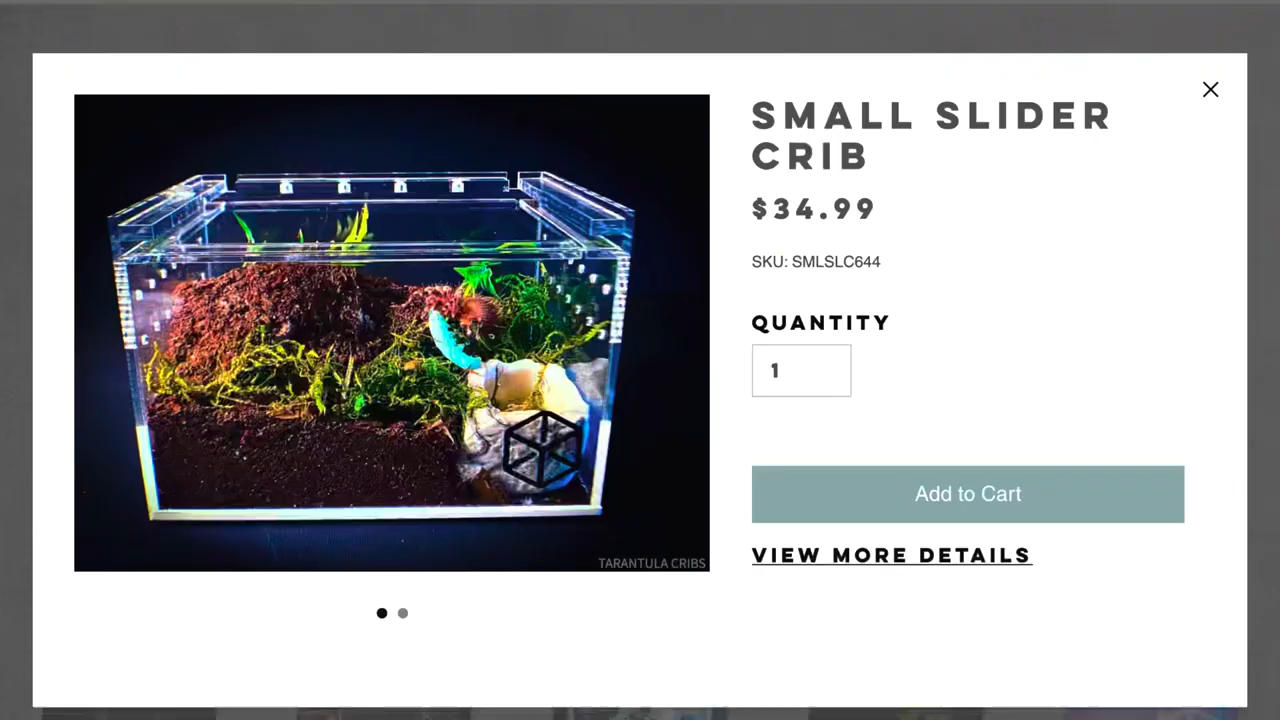 SMALL SLIDER
CRIB
$34.99
SKU: SMLSLC644
QUANTITY
1
Add to Cart
VIEW MORE DETAILS
TARANTULA CRIBS